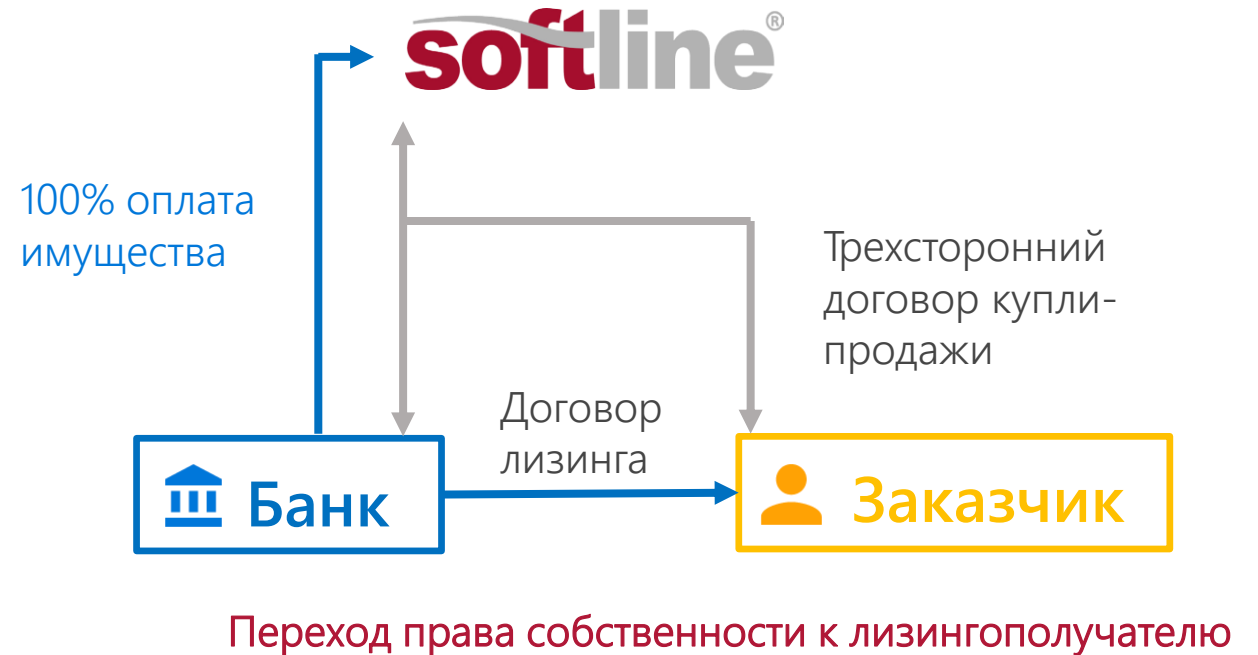 softline®
100% оплата
имущества
Трехсторонний
договор купли-
продажи
Договор
лизинга
Банк
Заказчик
Переход права собственности к лизингополучателю